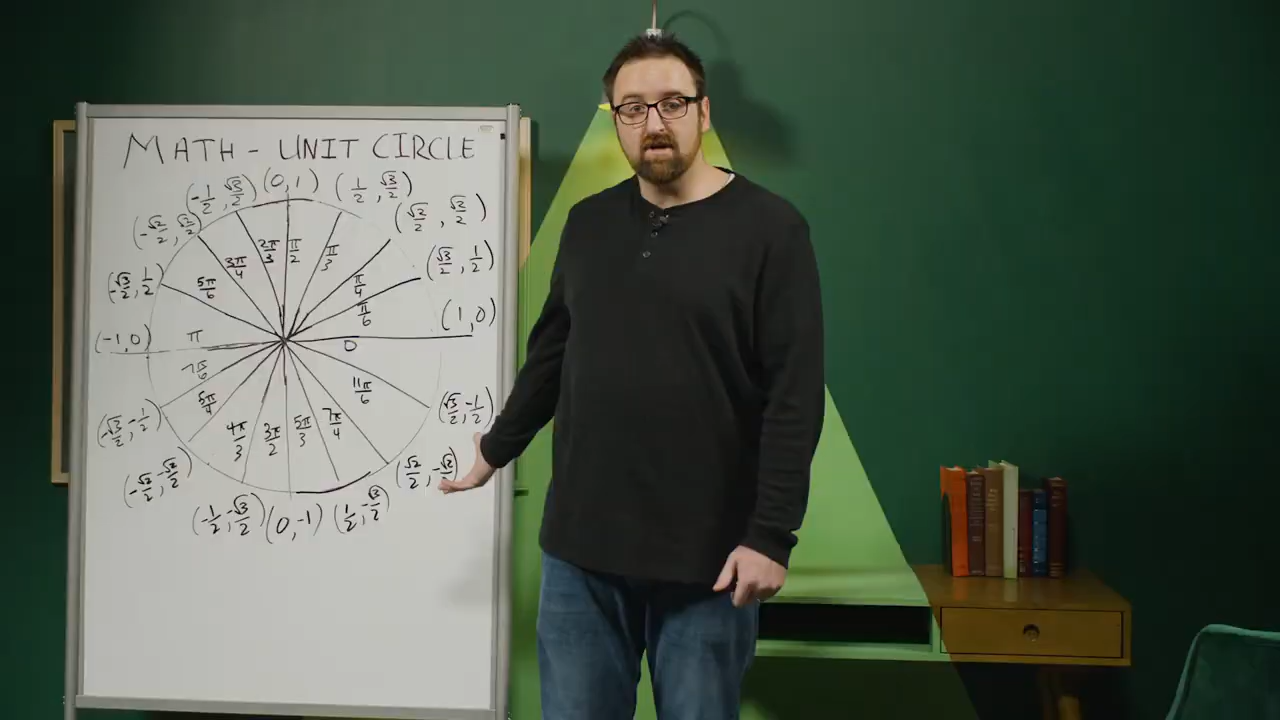 MATH - UNIT CIRCLE
(-1/2, √3/2) (0,1) (1/2, √3/2)
(-√2/2, √2/2) (√2/2, √2/2)
2π/3 π/2 π/3
3π/4 π/4
(-√3/2, 1/2) 5π/6 π/6 (√3/2, 1/2)
(-1,0) π 0 (1,0)
7π/6 11π/6
5π/4 7π/4 (√3/2, -1/2)
(-√3/2, -1/2) 4π/3 3π/2 5π/3
(-√2/2, -√2/2) (√2/2, -√2/2)
(-1/2, -√3/2) (0,-1) (1/2, -√3/2)